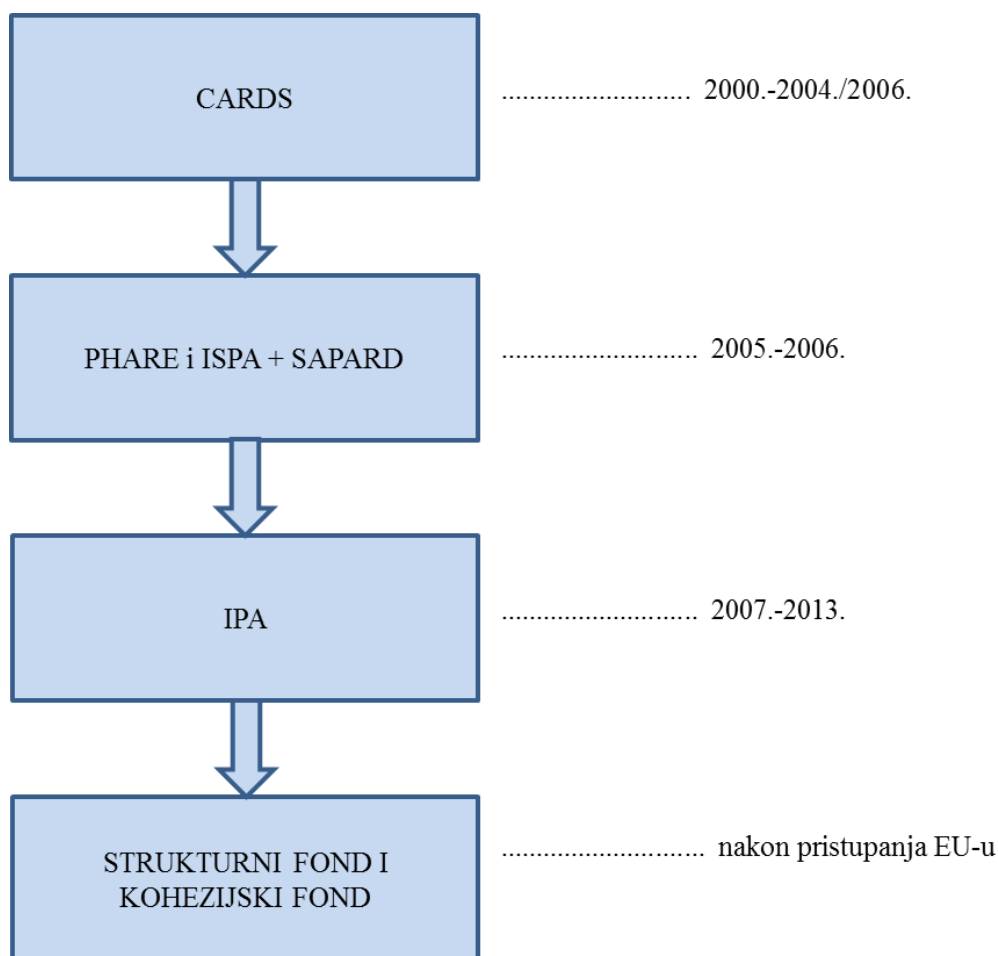 CARDS
.......................... 2000.-2004./2006.
PHARE i ISPA + SAPARD
.......................... 2005.-2006.
IPA
.......................... 2007.-2013.
STRUKTURNI FOND I
KOHEZIJSKI FOND
........................... nakon pristupanja EU-u